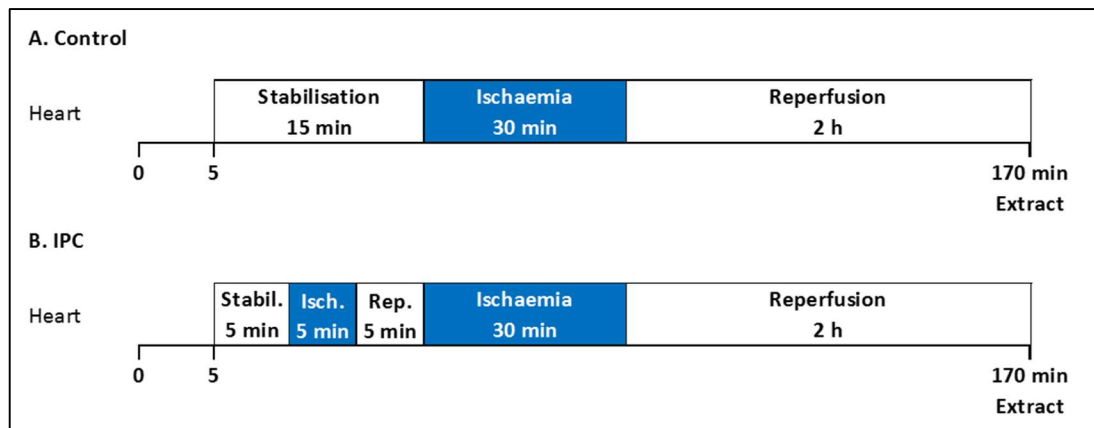 A. Control
Heart
Stabilisation Ischaemia Reperfusion
15 min 30 min 2 h
0 5 170 min
Extract
B. IPC
Heart
Stabil. Isch. Rep. Ischaemia Reperfusion
5 min 5 min 5 min 30 min 2 h
0 5 170 min
Extract